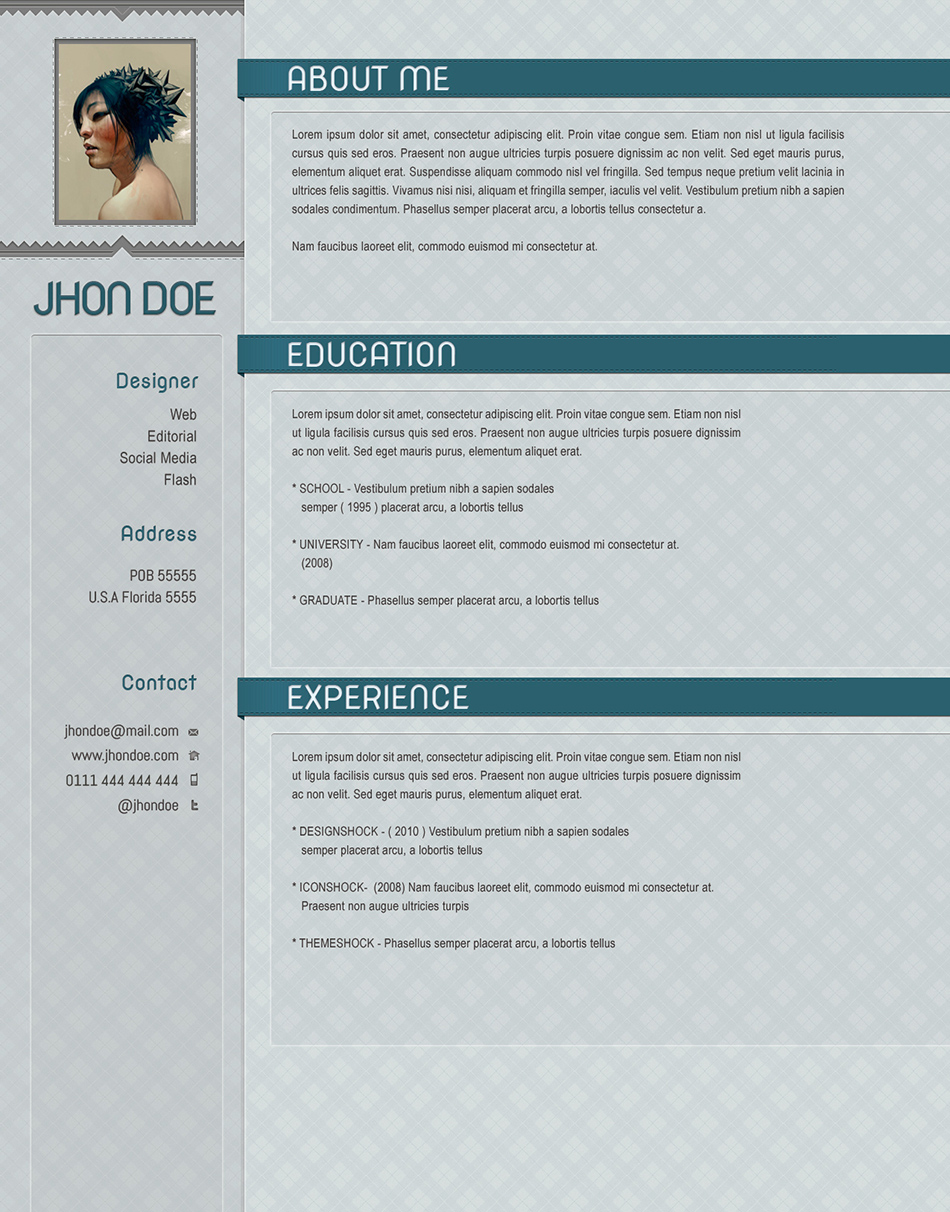 JHON DOE
Designer
Web
Editorial
Social Media
Flash
Address
POB 55555
U.S.A Florida 5555
Contact
jhondoe@mail.com
www.jhondoe.com
0111 444 444 444
@jhondoe
ABOUT ME
Lorem ipsum dolor sit amet, consectetur adipiscing elit. Proin vitae congue sem. Etiam non nisl ut ligula facilisis
cursus quis sed eros. Praesent non augue ultricies turpis posuere dignissim ac non velit. Sed eget mauris purus,
elementum aliquet erat. Suspendisse aliquam commodo nisl vel fringilla. Sed tempus neque pretium velit lacinia in
ultrices felis sagittis. Vivamus nisi nisi, aliquam et fringilla semper, iaculis vel velit. Vestibulum pretium nibh a sapien
sodales condimentum. Phasellus semper placerat arcu, a lobortis tellus consectetur a.
Nam faucibus laoreet elit, commodo euismod mi consectetur at.
EDUCATION
Lorem ipsum dolor sit amet, consectetur adipiscing elit. Proin vitae congue sem. Etiam non nisl
ut ligula facilisis cursus quis sed eros. Praesent non augue ultricies turpis posuere dignissim
ac non velit. Sed eget mauris purus, elementum aliquet erat.
* SCHOOL - Vestibulum pretium nibh a sapien sodales
semper ( 1995 ) placerat arcu, a lobortis tellus
* UNIVERSITY - Nam faucibus laoreet elit, commodo euismod mi consectetur at.
(2008)
* GRADUATE - Phasellus semper placerat arcu, a lobortis tellus
EXPERIENCE
Lorem ipsum dolor sit amet, consectetur adipiscing elit. Proin vitae congue sem. Etiam non nisl
ut ligula facilisis cursus quis sed eros. Praesent non augue ultricies turpis posuere dignissim
ac non velit. Sed eget mauris purus, elementum aliquet erat.
* DESIGNSHOCK - ( 2010 ) Vestibulum pretium nibh a sapien sodales
semper placerat arcu, a lobortis tellus
* ICONSHOCK-  (2008) Nam faucibus laoreet elit, commodo euismod mi consectetur at.
Praesent non augue ultricies turpis
* THEMESHOCK - Phasellus semper placerat arcu, a lobortis tellus